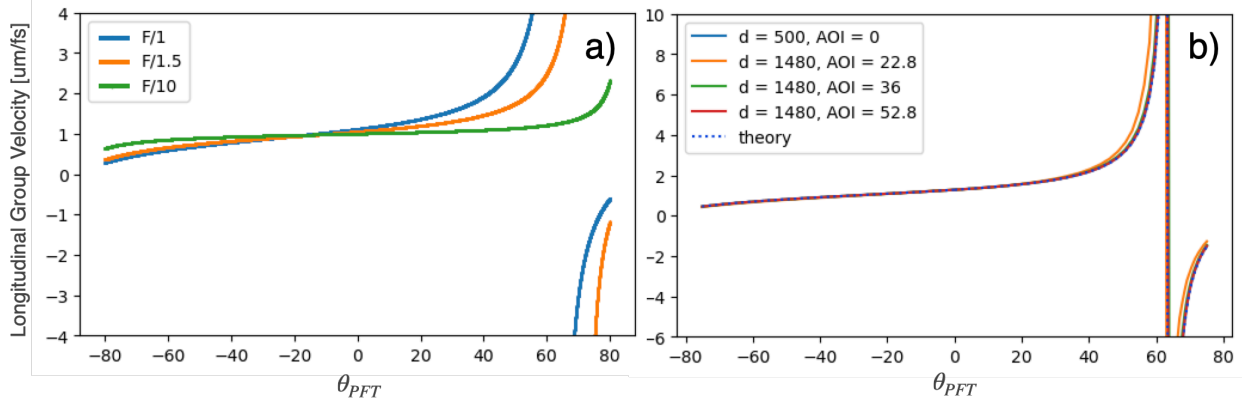 Longitudinal Group Velocity [um/fs]
4
3
2
1
0
−1
−2
−3
−4
F/1
F/1.5
F/10
a)
−80
−60
−40
−20
0
20
40
60
80
θPFT
10
8
6
4
2
0
−2
−4
−6
d = 500, AOI = 0
d = 1480, AOI = 22.8
d = 1480, AOI = 36
d = 1480, AOI = 52.8
theory
b)
−80
−60
−40
−20
0
20
40
60
80
θPFT